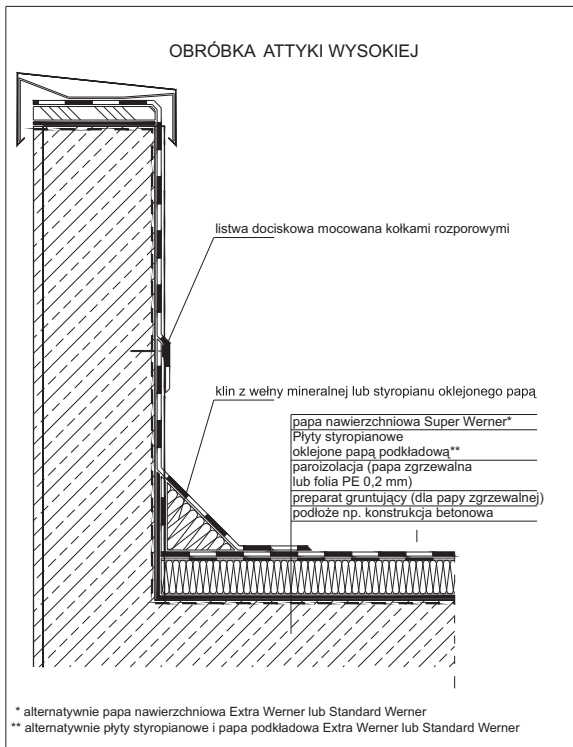 OBRÓBKA ATTYKI WYSOKIEJ
listwa dociskowa mocowana kołkami rozporowymi
klin z wełny mineralnej lub styropianu oklejonego papą
papa nawierzchniowa Super Werner*
Płyty styropianowe
oklejone papą podkładową**
paroizolacja (papa zgrzewalna
lub folia PE 0,2 mm)
preparat gruntujący (dla papy zgrzewalnej)
podłoże np. konstrukcja betonowa
* alternatywnie papa nawierzchniowa Extra Werner lub Standard Werner
** alternatywnie płyty styropianowe i papa podkładowa Extra Werner lub Standard Werner